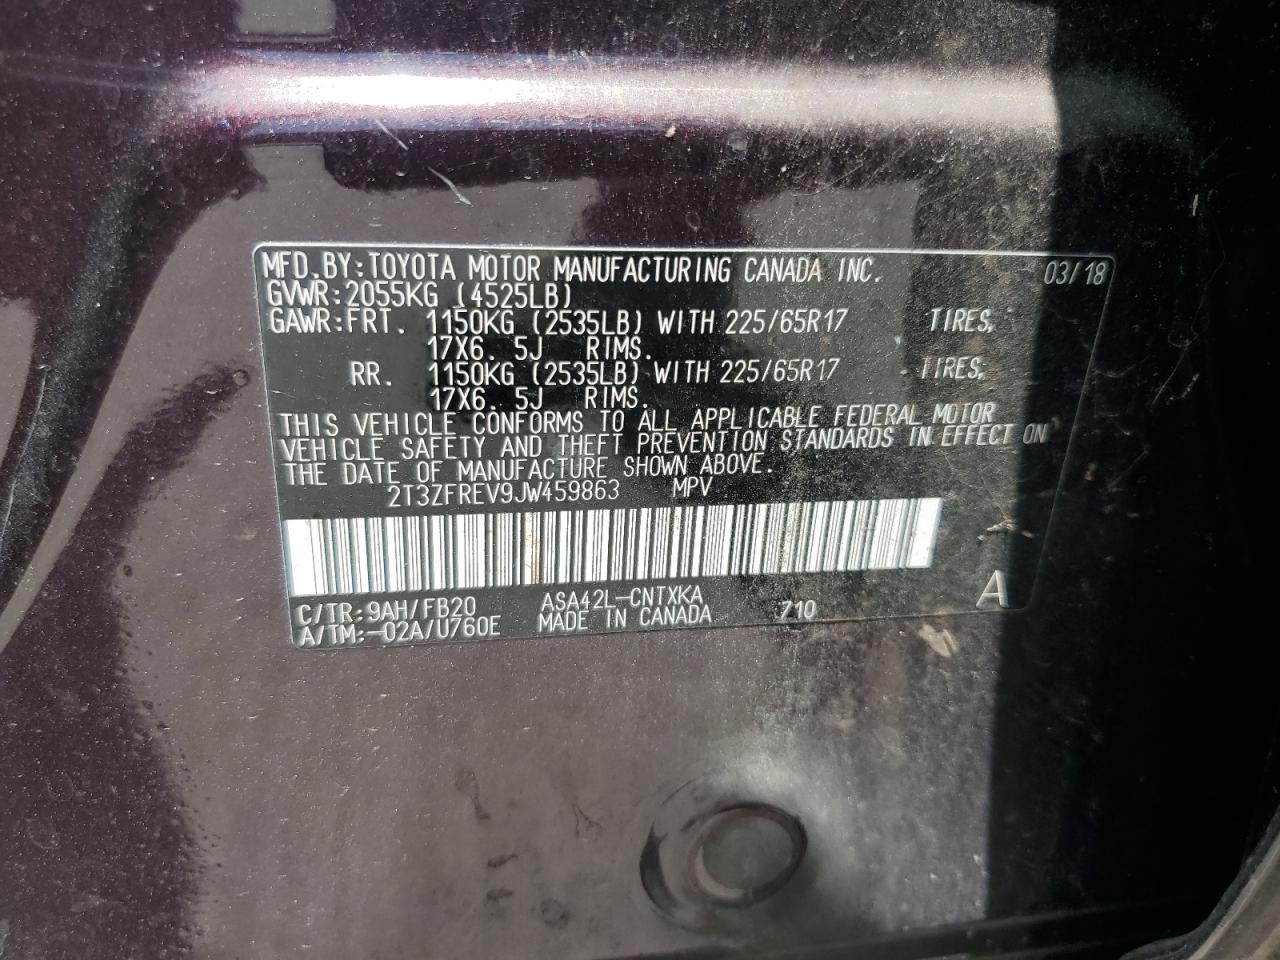 MFD.BY:TOYOTA MOTOR MANUFACTURING CANADA INC. 03/18
GVWR:2055KG (4525LB)
GAWR:FRT. 1150KG (2535LB) WITH 225/65R17 TIRES,
17X6.5J RIMS.
RR. 1150KG (2535LB) WITH 225/65R17 TIRES,
17X6.5J RIMS.
THIS VEHICLE CONFORMS TO ALL APPLICABLE FEDERAL MOTOR
VEHICLE SAFETY AND THEFT PREVENTION STANDARDS IN EFFECT ON
THE DATE OF MANUFACTURE SHOWN ABOVE.
2T3ZFREV9JW459863 MPV
C/TR:9AH/FB20 ASA42L-CNTXKA 710 A
A/TM:-02A/U760E MADE IN CANADA